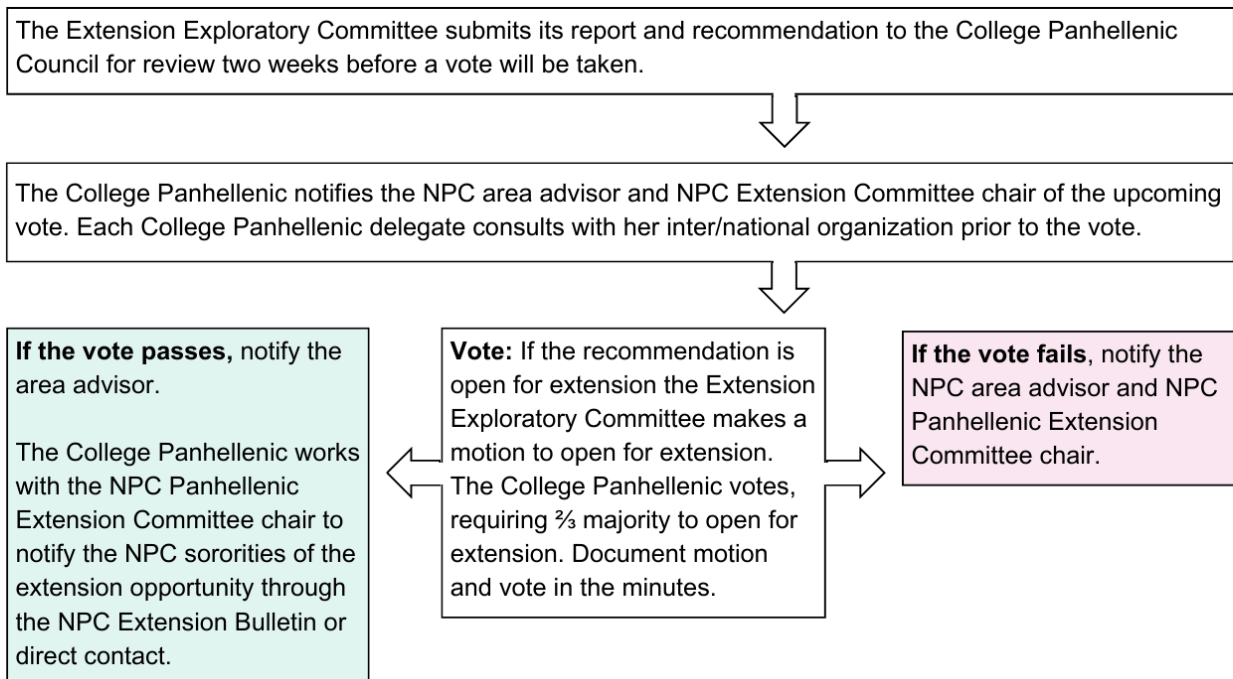 The Extension Exploratory Committee submits its report and recommendation to the College Panhellenic
Council for review two weeks before a vote will be taken.
The College Panhellenic notifies the NPC area advisor and NPC Extension Committee chair of the upcoming
vote. Each College Panhellenic delegate consults with her inter/national organization prior to the vote.
If the vote passes, notify the
area advisor.
The College Panhellenic works
with the NPC Panhellenic
Extension Committee chair to
notify the NPC sororities of the
extension opportunity through
the NPC Extension Bulletin or
direct contact.
Vote: If the recommendation is
open for extension the Extension
Exploratory Committee makes a
motion to open for extension.
The College Panhellenic votes,
requiring ⅔ majority to open for
extension. Document motion
and vote in the minutes.
If the vote fails, notify the
NPC area advisor and NPC
Panhellenic Extension
Committee chair.